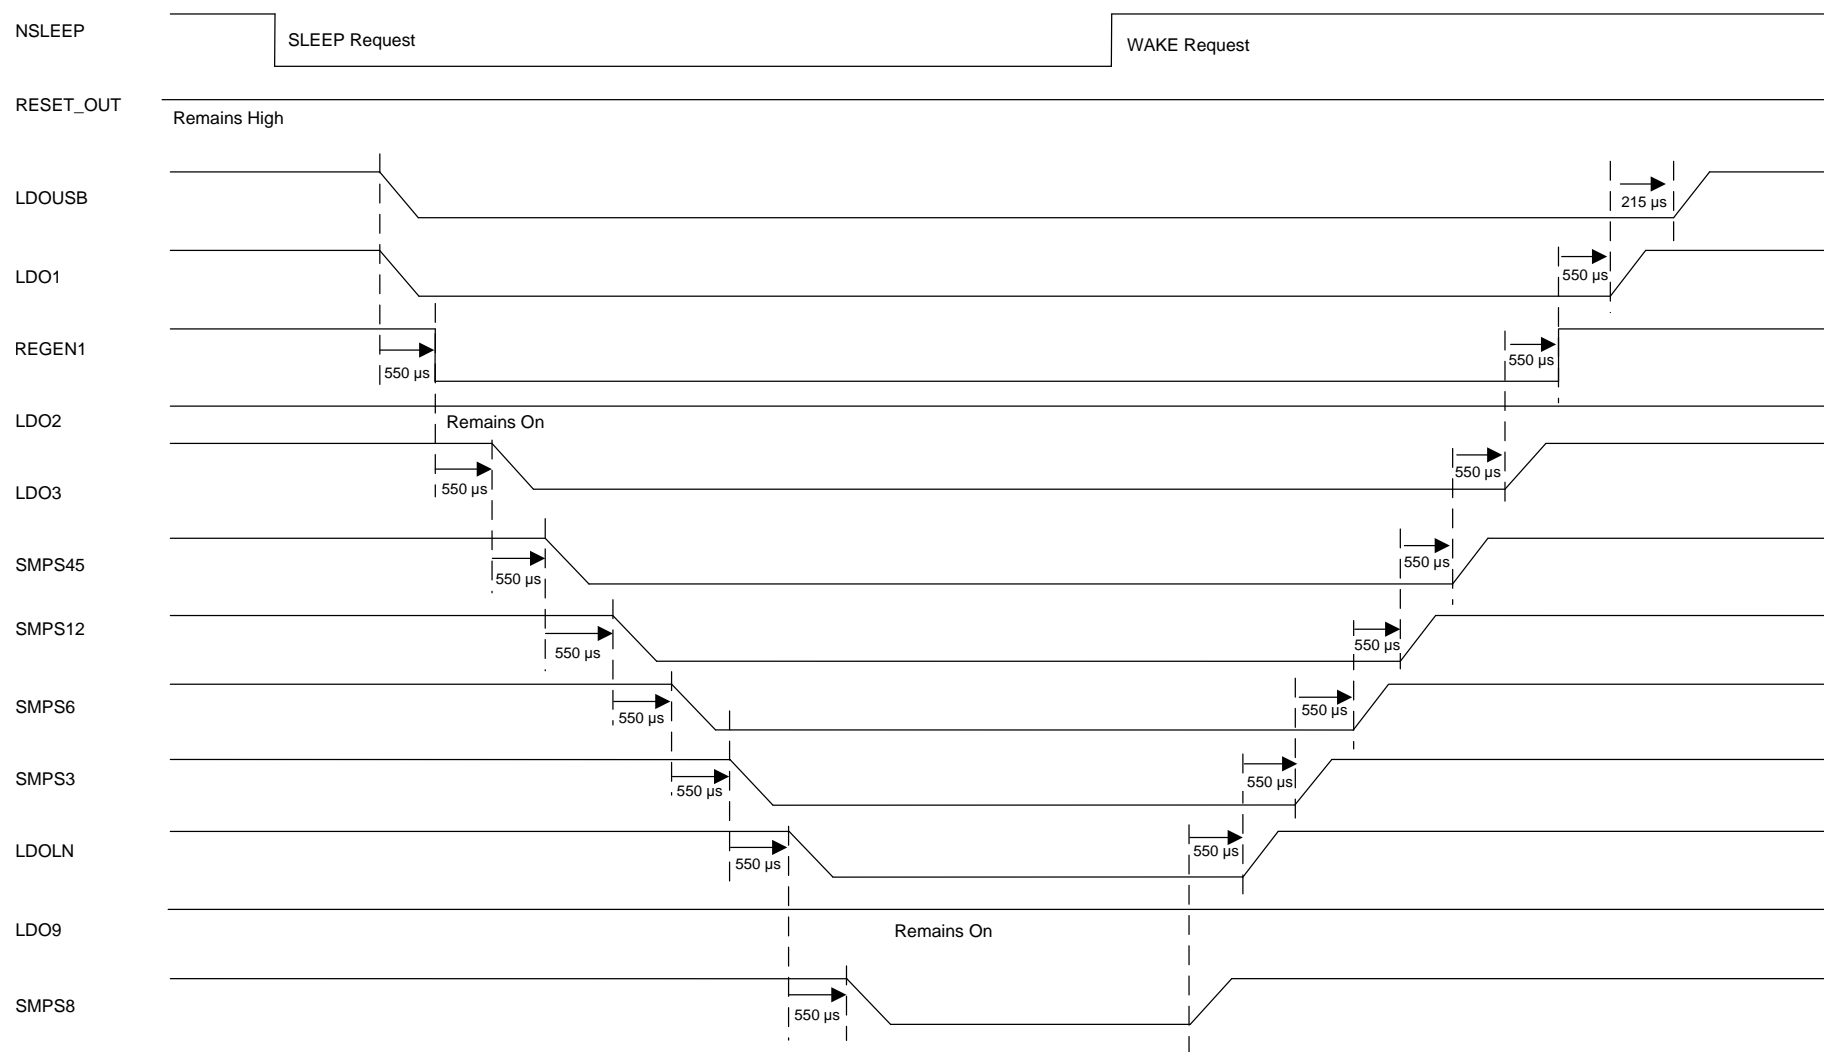 NSLEEP
SLEEP Request
WAKE Request
RESET_OUT
Remains High
LDOUSB
215 µs
LDO1
550 µs
REGEN1
550 µs
550 µs
LDO2
Remains On
LDO3
550 µs
550 µs
SMPS45
550 µs
550 µs
SMPS12
550 µs
550 µs
SMPS6
550 µs
550 µs
SMPS3
550 µs
550 µs
LDOLN
550 µs
550 µs
LDO9
Remains On
SMPS8
550 µs